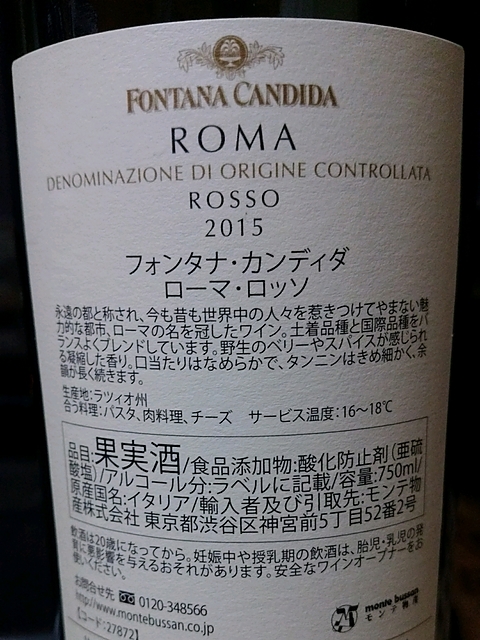 FONTANA CANDIDA
ROMA
DENOMINAZIONE DI ORIGINE CONTROLLATA
ROSSO
2015
フォンタナ・カンディダ
ローマ・ロッソ
永遠の都と称され、今も昔も世界中の人々を惹きつけてやまない魅
力的な都市、ローマの名を冠したワイン。土着品種と国際品種をバ
ランスよくブレンドしています。野生のベリーやスパイスが感じられ
る凝縮した香り。口当たりはなめらかで、タンニンはきめ細かく、余
韻が長く続きます。
生産地:ラツィオ州
合う料理:パスタ、肉料理、チーズ サービス温度:16〜18℃
品目:果実酒/食品添加物:酸化防止剤(亜硫
酸塩)/アルコール分:ラベルに記載/容量:750ml/
原産国名:イタリア/輸入者及び引取先:モンテ物
産株式会社 東京都渋谷区神宮前5丁目52番2号
飲酒は20歳になってから。妊娠中や授乳期の飲酒は、胎児・乳児の発
育に悪影響を与えるおそれがあります。安全なワインオープナーをお
使いください。
お問合せ先 0120-348566
http://www.montebussan.co.jp
【コード:27872】
monte bussan
モンテ物産